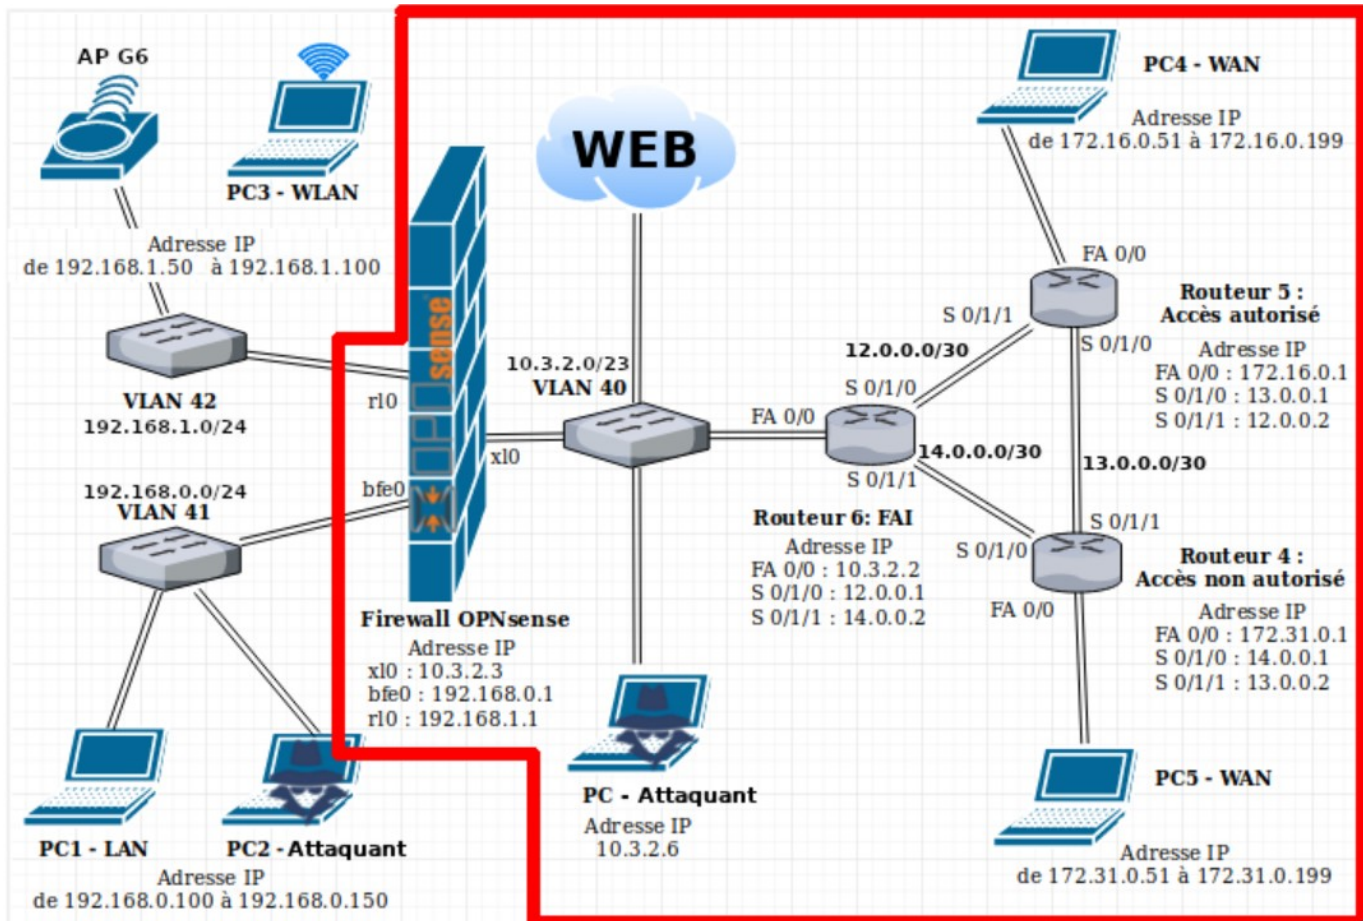 AP G6
PC3 - WLAN
Adresse IP
de 192.168.1.50 à 192.168.1.100
VLAN 42
192.168.1.0/24
192.168.0.0/24
VLAN 41
PC1 - LAN
PC2 - Attaquant
Adresse IP
de 192.168.0.100 à 192.168.0.150
rl0
bfe0
xl0
OPNsense
Firewall OPNsense
Adresse IP
xl0 : 10.3.2.3
bfe0 : 192.168.0.1
rl0 : 192.168.1.1
WEB
10.3.2.0/23
VLAN 40
PC - Attaquant
Adresse IP
10.3.2.6
FA 0/0
S 0/1/0
S 0/1/1
12.0.0.0/30
14.0.0.0/30
13.0.0.0/30
Routeur 6: FAI
Adresse IP
FA 0/0 : 10.3.2.2
S 0/1/0 : 12.0.0.1
S 0/1/1 : 14.0.0.2
PC4 - WAN
Adresse IP
de 172.16.0.51 à 172.16.0.199
FA 0/0
S 0/1/1
S 0/1/0
Routeur 5 :
Accès autorisé
Adresse IP
FA 0/0 : 172.16.0.1
S 0/1/0 : 13.0.0.1
S 0/1/1 : 12.0.0.2
S 0/1/1
S 0/1/0
FA 0/0
Routeur 4 :
Accès non autorisé
Adresse IP
FA 0/0 : 172.31.0.1
S 0/1/0 : 14.0.0.1
S 0/1/1 : 13.0.0.2
PC5 - WAN
Adresse IP
de 172.31.0.51 à 172.31.0.199